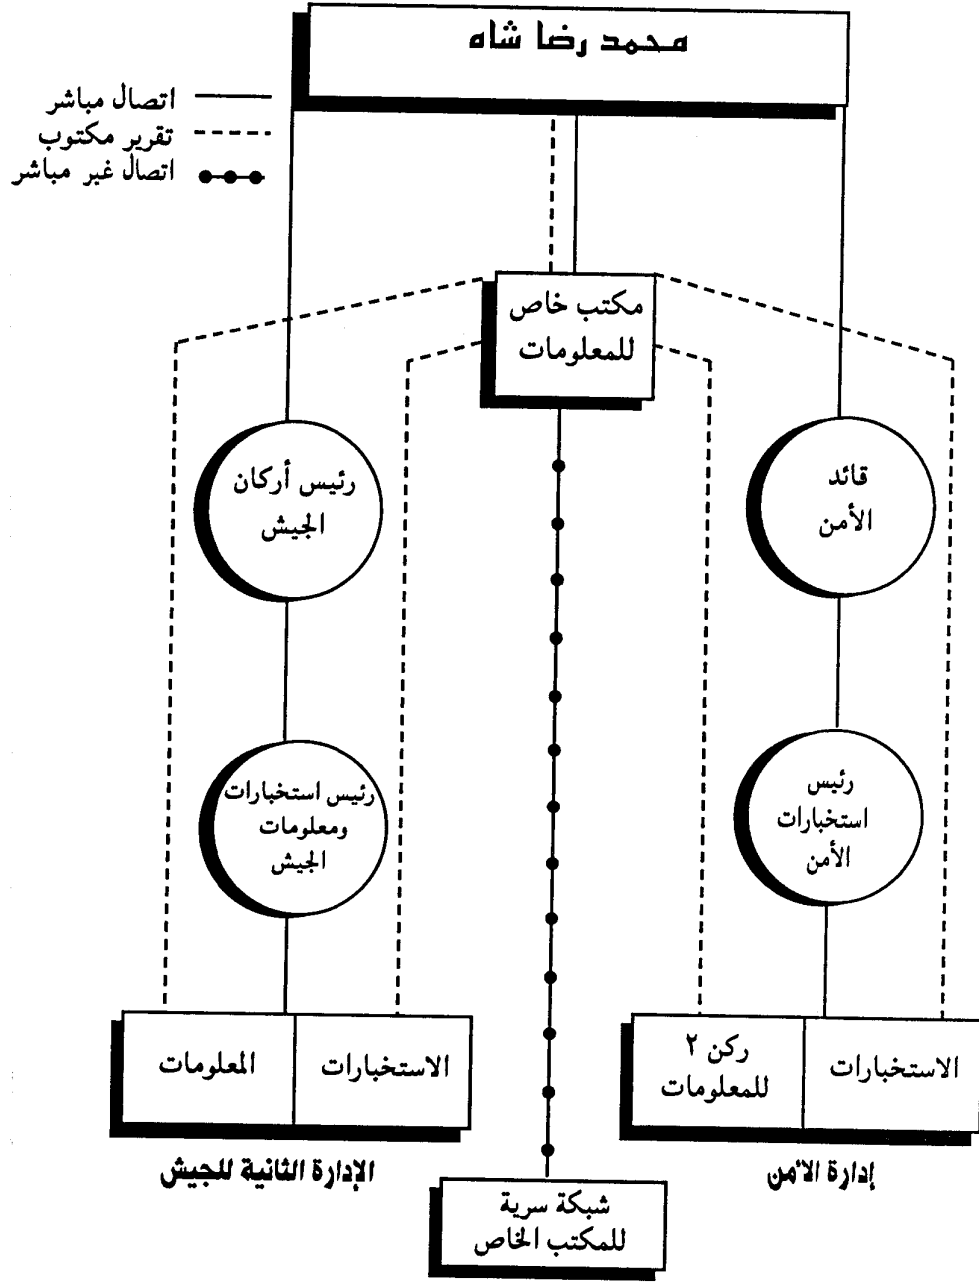 محمد رضا شاه
اتصال مباشر
تقرير مكتوب
اتصال غير مباشر
مكتب خاص
للمعلومات
قائد
الأمن
رئيس أركان
الجيش
رئيس
استخبارات
الأمن
رئيس استخبارات
ومعلومات
الجيش
الاستخبارات
ركن ٢
للمعلومات
الاستخبارات
المعلومات
إدارة الأمن
الإدارة الثانية للجيش
شبكة سرية
للمكتب الخاص